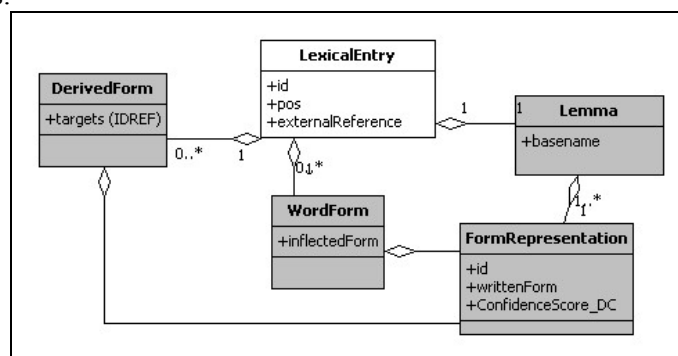 LexicalEntry
+id
+pos
+externalReference
DerivedForm
+targets (IDREF)
0..*
1
1
1
Lemma
+basename
WordForm
+inflectedForm
FormRepresentation
+id
+writtenForm
+ConfidenceScore_DC